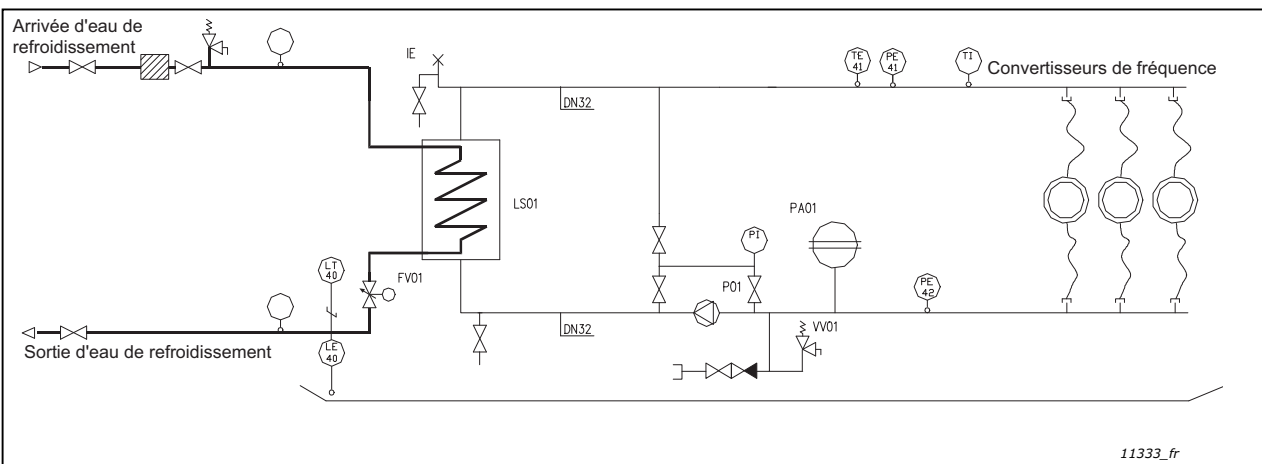 Arrivée d'eau de
refroidissement
IE
TE
41
PE
41
TI
Convertisseurs de fréquence
DN32
LS01
PA01
PI
LT
40
FV01
P01
PE
42
DN32
VV01
Sortie d'eau de refroidissement
LE
40
11333_fr